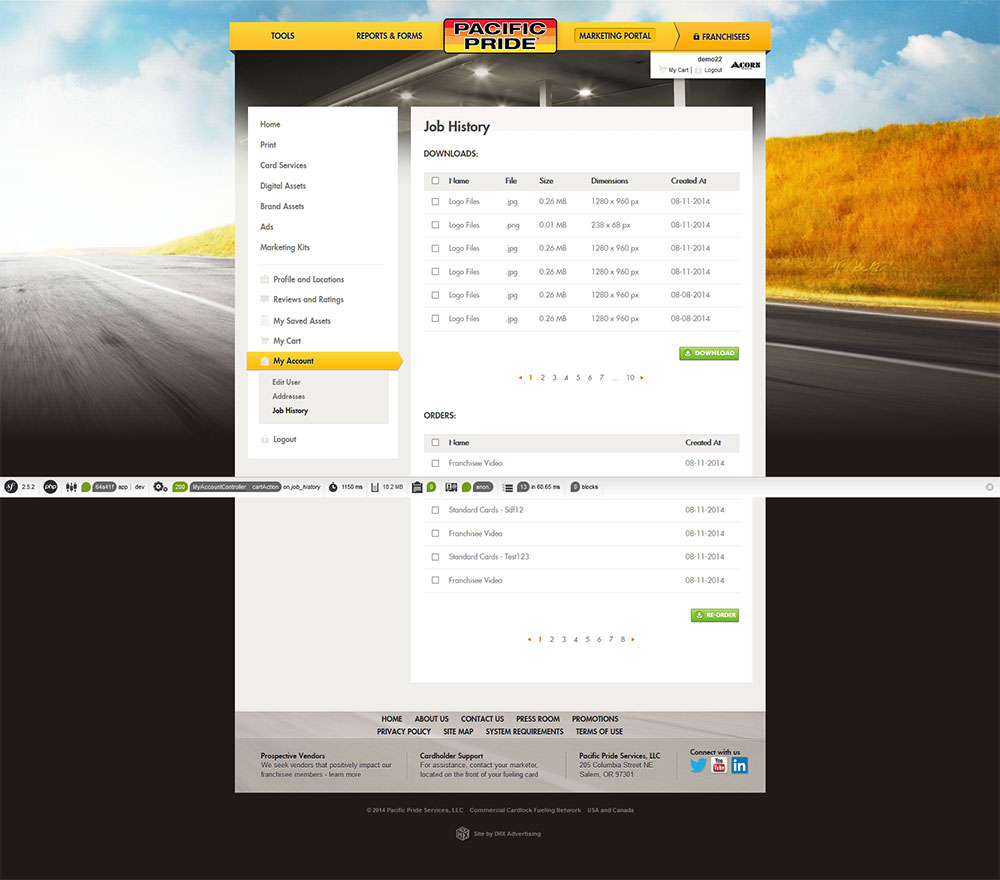 TOOLS
REPORTS & FORMS
PACIFIC
PRIDE
MARKETING PORTAL
FRANCHISEES
demo22
My Cart | Logout
ACORN
Home
Print
Card Services
Digital Assets
Brand Assets
Ads
Marketing Kits
Profile and Locations
Reviews and Ratings
My Saved Assets
My Cart
My Account
Edit User
Addresses
Job History
Logout
Job History
DOWNLOADS:
Name File Size Dimensions Created At
Logo Files .jpg 0.26 MB 1280 x 960 px 08-11-2014
Logo Files .png 0.01 MB 238 x 68 px 08-11-2014
Logo Files .jpg 0.26 MB 1280 x 960 px 08-11-2014
Logo Files .jpg 0.26 MB 1280 x 960 px 08-11-2014
Logo Files .jpg 0.26 MB 1280 x 960 px 08-08-2014
Logo Files .jpg 0.26 MB 1280 x 960 px 08-08-2014
DOWNLOAD
1 2 3 4 5 6 7 ... 10
ORDERS:
Name Created At
Franchisee Video 08-11-2014
sf 2.5.2 php 64a41f app dev 200 MyAccountController :: cartAction on job_history 1150 ms 18.2 MB 0 anon. 13 in 60.65 ms 0 blocks
Standard Cards - Sdf12 08-11-2014
Franchisee Video 08-11-2014
Standard Cards - Test123 08-11-2014
Franchisee Video 08-11-2014
RE-ORDER
1 2 3 4 5 6 7 8
HOME ABOUT US CONTACT US PRESS ROOM PROMOTIONS
PRIVACY POLICY SITE MAP SYSTEM REQUIREMENTS TERMS OF USE
Prospective Vendors
We seek vendors that positively impact our
franchisee members - learn more
Cardholder Support
For assistance, contact your marketer,
located on the front of your fueling card
Pacific Pride Services, LLC
205 Columbia Street NE
Salem, OR 97301
Connect with us
You
Tube
in
© 2014 Pacific Pride Services, LLC Commercial Cardlock Fueling Network USA and Canada
Site by DHX Advertising